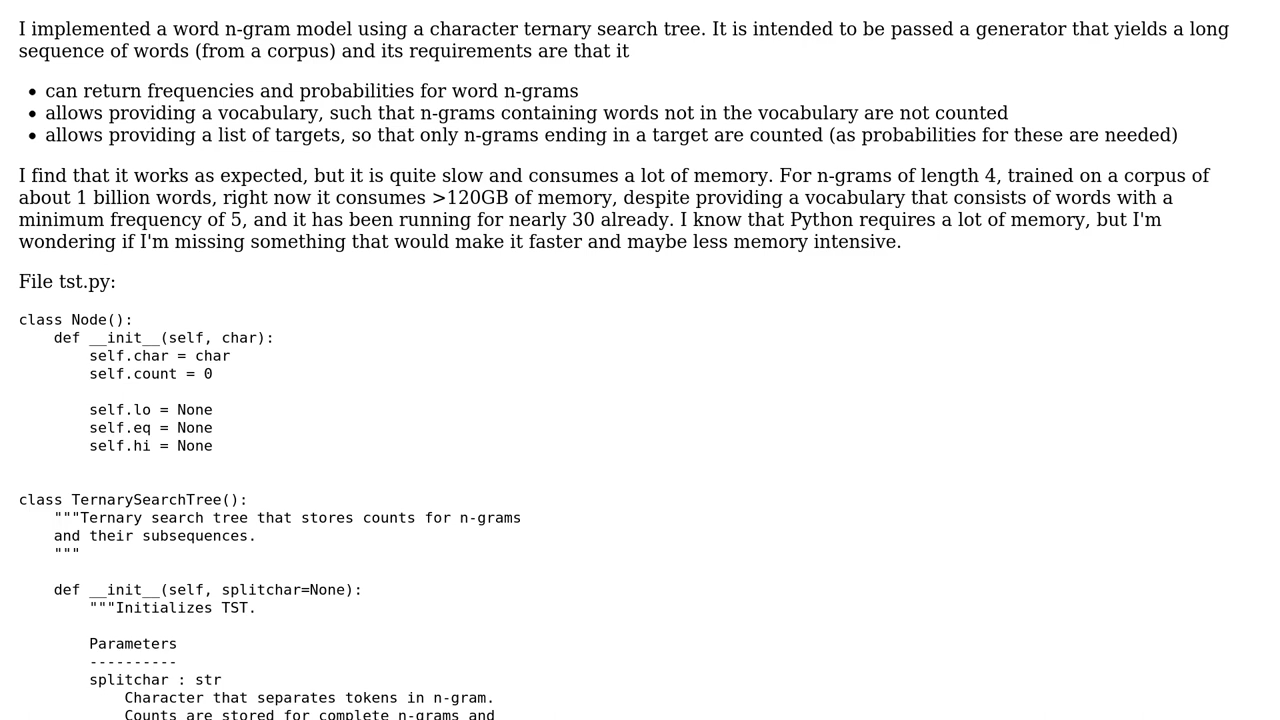 I implemented a word n-gram model using a character ternary search tree. It is intended to be passed a generator that yields a long
sequence of words (from a corpus) and its requirements are that it
• can return frequencies and probabilities for word n-grams
• allows providing a vocabulary, such that n-grams containing words not in the vocabulary are not counted
• allows providing a list of targets, so that only n-grams ending in a target are counted (as probabilities for these are needed)
I find that it works as expected, but it is quite slow and consumes a lot of memory. For n-grams of length 4, trained on a corpus of
about 1 billion words, right now it consumes >120GB of memory, despite providing a vocabulary that consists of words with a
minimum frequency of 5, and it has been running for nearly 30 already. I know that Python requires a lot of memory, but I'm
wondering if I'm missing something that would make it faster and maybe less memory intensive.
File tst.py:
class Node():
    def __init__(self, char):
        self.char = char
        self.count = 0
        self.lo = None
        self.eq = None
        self.hi = None
class TernarySearchTree():
    """Ternary search tree that stores counts for n-grams
    and their subsequences.
    """
    def __init__(self, splitchar=None):
        """Initializes TST.
        Parameters
        ----------
        splitchar : str
            Character that separates tokens in n-gram.
            Counts are stored for complete n-grams and